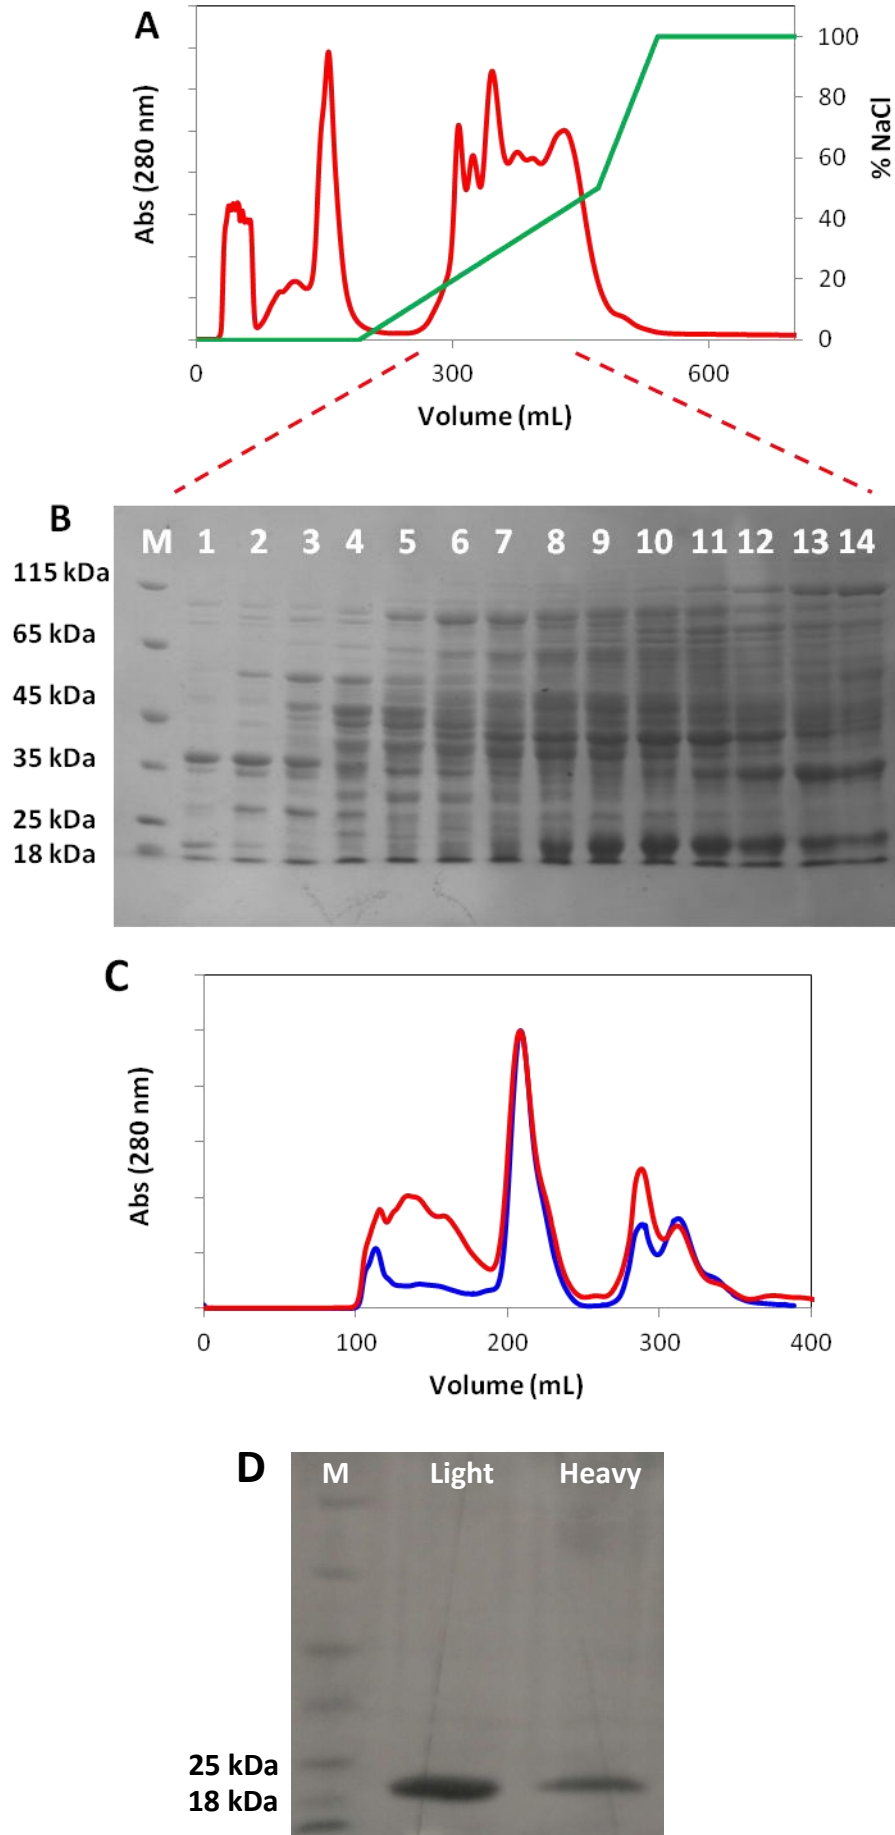 A
Abs (280 nm)
100
80
60
40
20
0
% NaCl
0 300 600
Volume (mL)
B
M 1 2 3 4 5 6 7 8 9 10 11 12 13 14
115 kDa
65 kDa
45 kDa
35 kDa
25 kDa
18 kDa
C
Abs (280 nm)
0 100 200 300 400
Volume (mL)
D
M Light Heavy
25 kDa
18 kDa